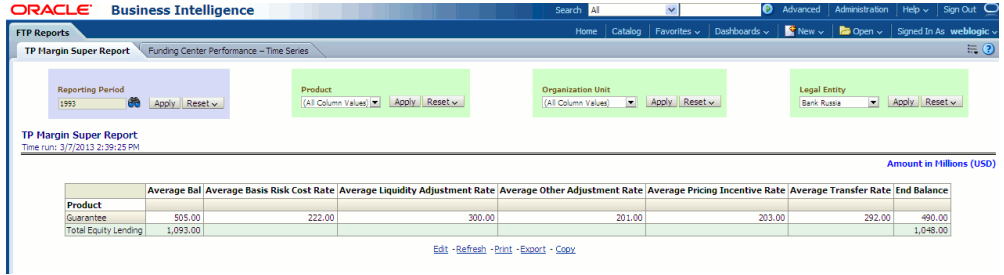 ORACLE Business Intelligence Search All Advanced Administration Help Sign Out
FTP Reports Home Catalog Favorites Dashboards New Open Signed In As weblogic
TP Margin Super Report Funding Center Performance – Time Series
Reporting Period Product Organization Unit Legal Entity
1993 Apply Reset (All Column Values) Apply Reset (All Column Values) Apply Reset Bank Russia Apply Reset
TP Margin Super Report
Time run: 3/7/2013 2:39:25 PM
Amount in Millions (USD)
Average Bal Average Basis Risk Cost Rate Average Liquidity Adjustment Rate Average Other Adjustment Rate Average Pricing Incentive Rate Average Transfer Rate End Balance
Product
Guarantee 505.00 222.00 300.00 201.00 203.00 292.00 490.00
Total Equity Lending 1,093.00 1,048.00
Edit - Refresh - Print - Export - Copy